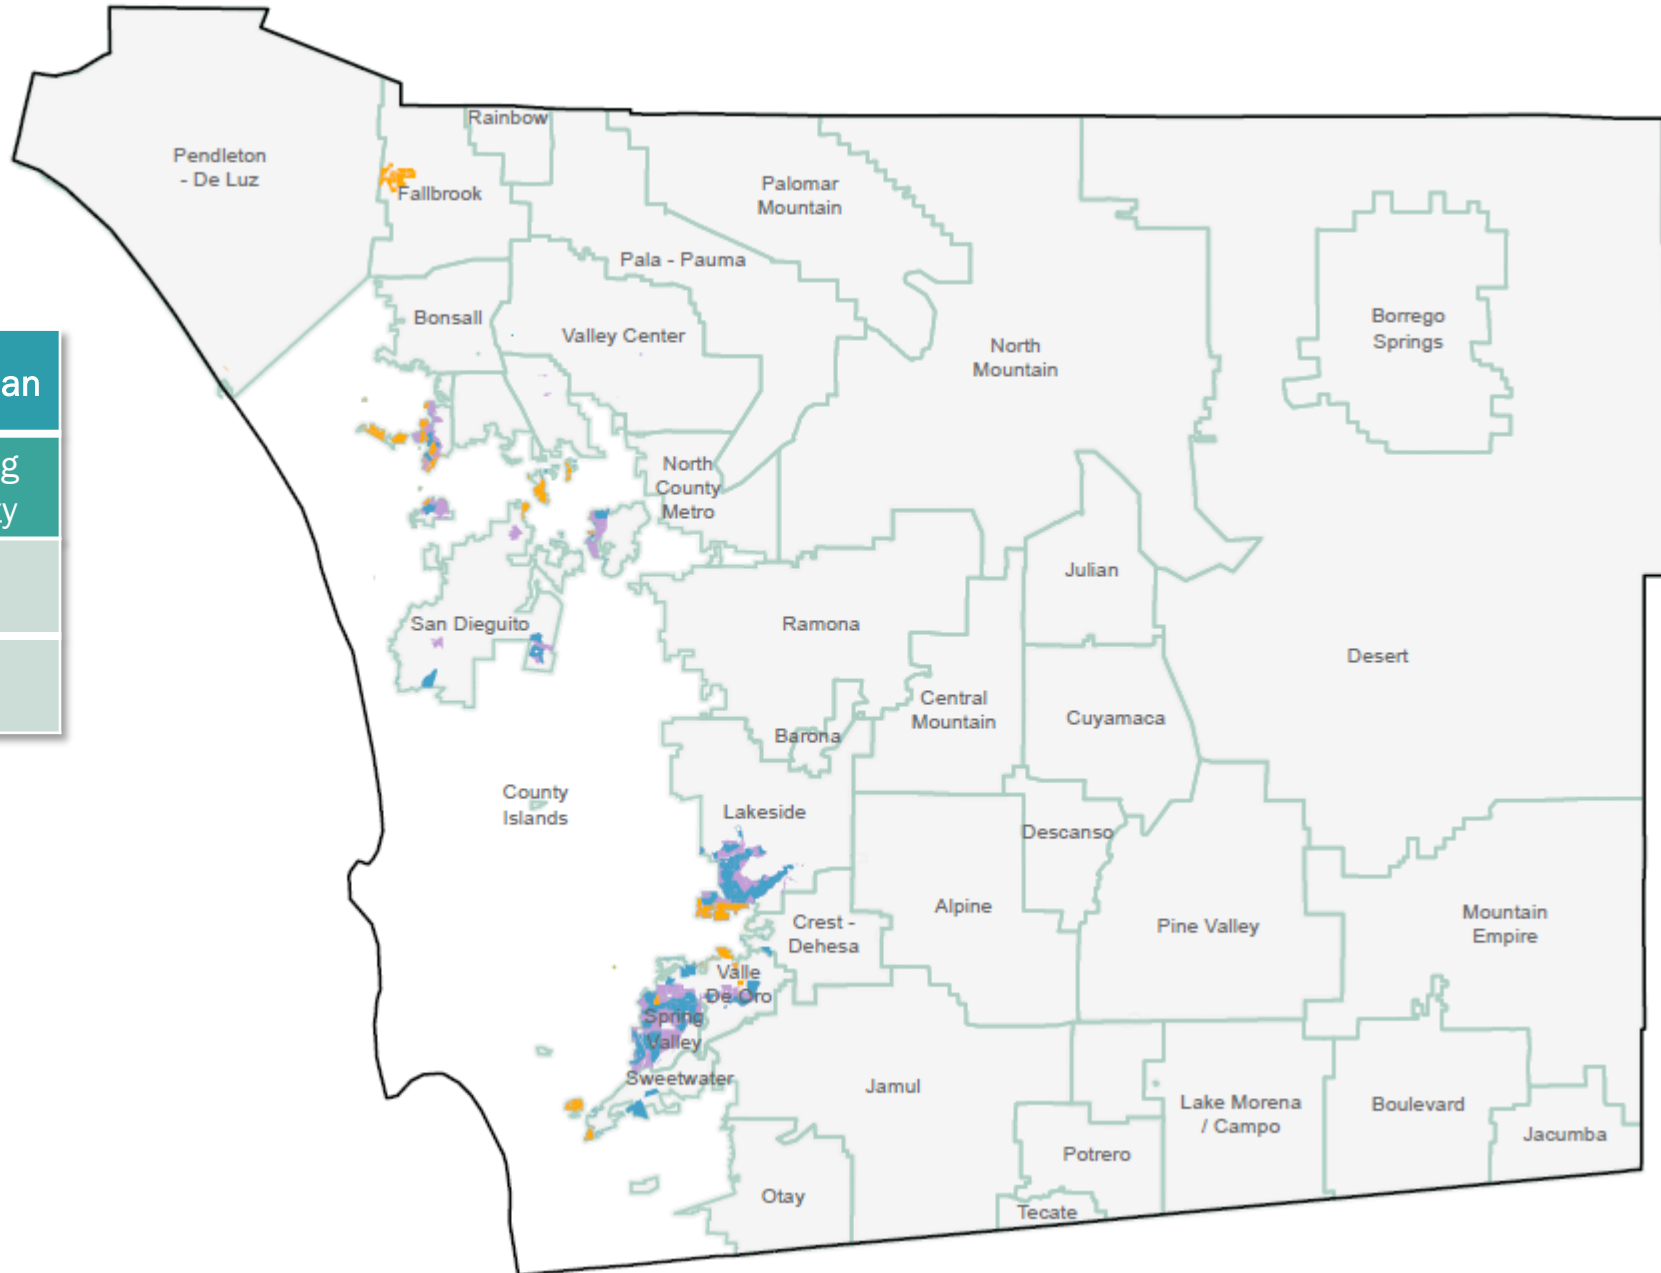 an
g
y
Rainbow
Pendleton
- De Luz
Fallbrook
Palomar
Mountain
Pala - Pauma
Bonsall
Valley Center
North
Mountain
Borrego
Springs
North
County
Metro
Julian
San Dieguito
Ramona
Desert
Central
Mountain
Cuyamaca
Barona
County
Islands
Lakeside
Descanso
Alpine
Crest -
Dehesa
Pine Valley
Mountain
Empire
Valle
De Oro
Spring
Valley
Sweetwater
Jamul
Lake Morena
/ Campo
Boulevard
Jacumba
Potrero
Otay
Tecate